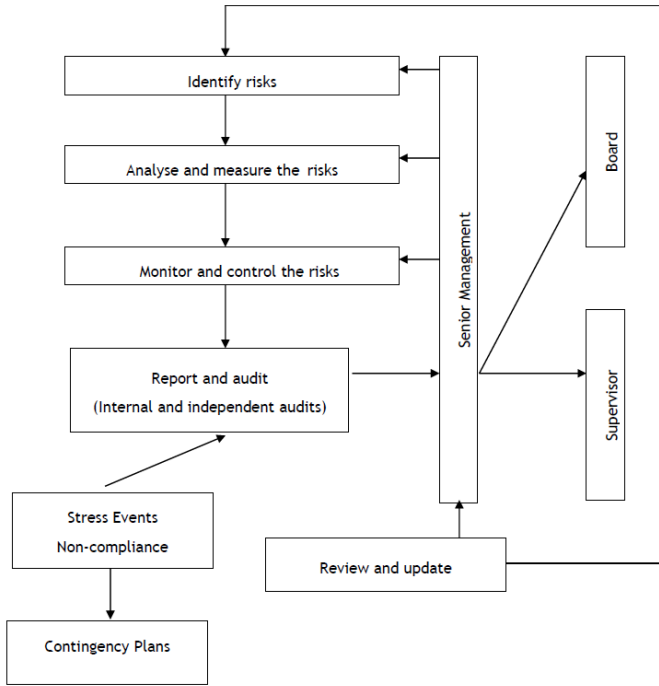 Identify risks
Analyse and measure the risks
Monitor and control the risks
Report and audit
(Internal and independent audits)
Stress Events
Non-compliance
Contingency Plans
Senior Management
Review and update
Board
Supervisor